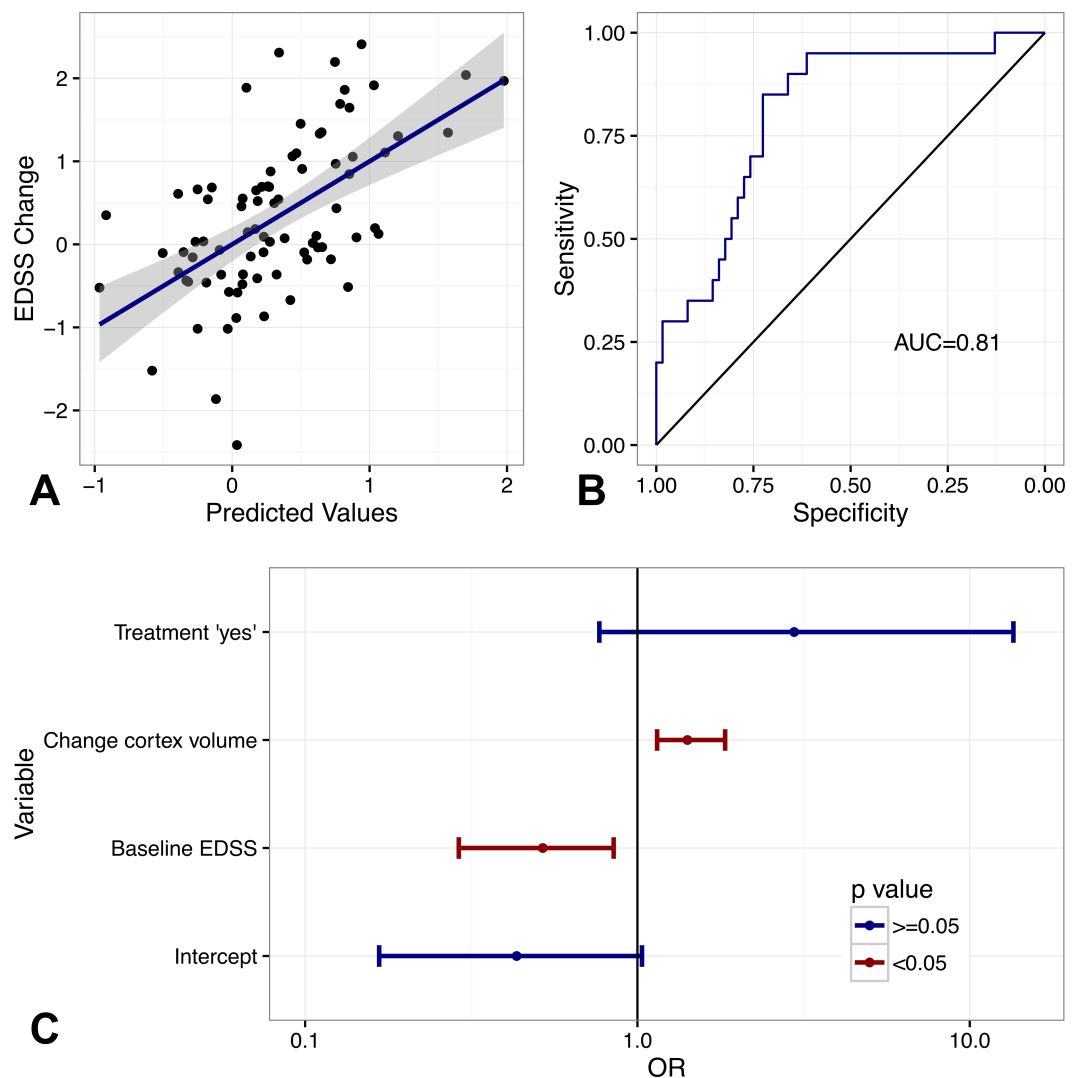 EDSS Change
2
1
0
−1
−2
−1
0
1
2
Predicted Values
A
Sensitivity
1.00
0.75
0.50
0.25
0.00
AUC=0.81
1.00
0.75
0.50
0.25
0.00
Specificity
B
Variable
Treatment 'yes'
Change cortex volume
Baseline EDSS
Intercept
p value
>=0.05
<0.05
0.1
1.0
10.0
OR
C